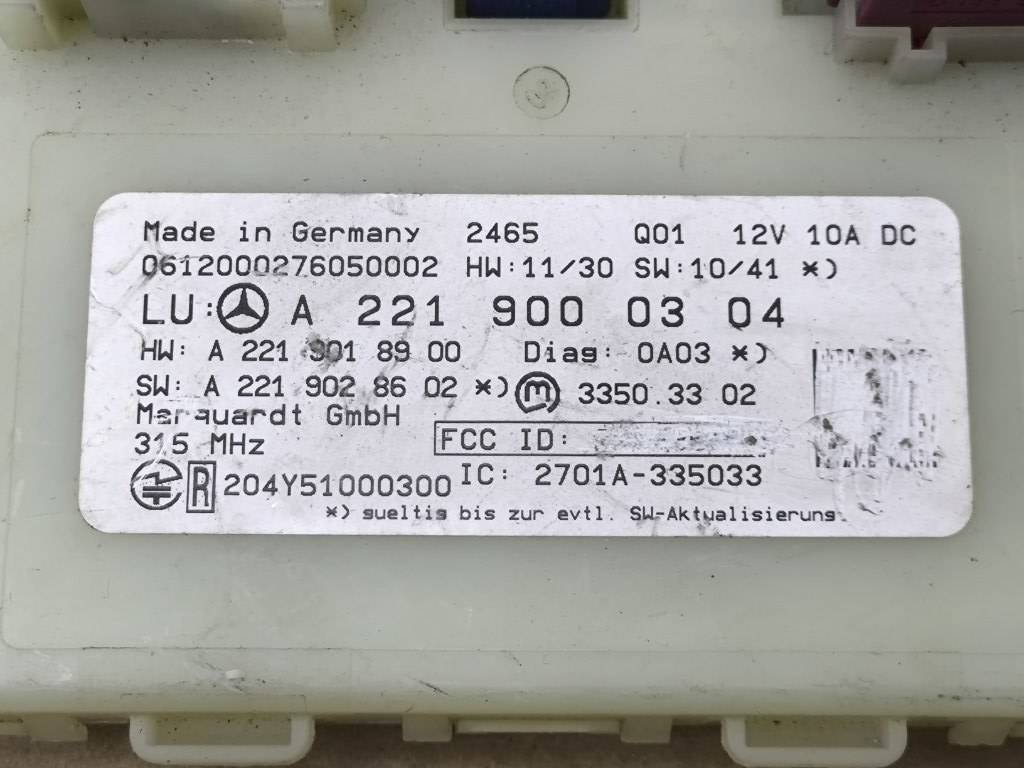 Made in Germany 2465 Q01 12V 10A DC
0612000276050002 HW:11/30 SW:10/41 *)
LU: A 221 900 03 04
HW: A 221 901 89 00 Diag: 0A03 *)
SW: A 221 902 86 02 *) m 3350.33 02
Marquardt GmbH
315 MHz
FCC ID:
R 204Y51000300 IC: 2701A-335033
*) gueltig bis zur evtl. SW-Aktualisierung.